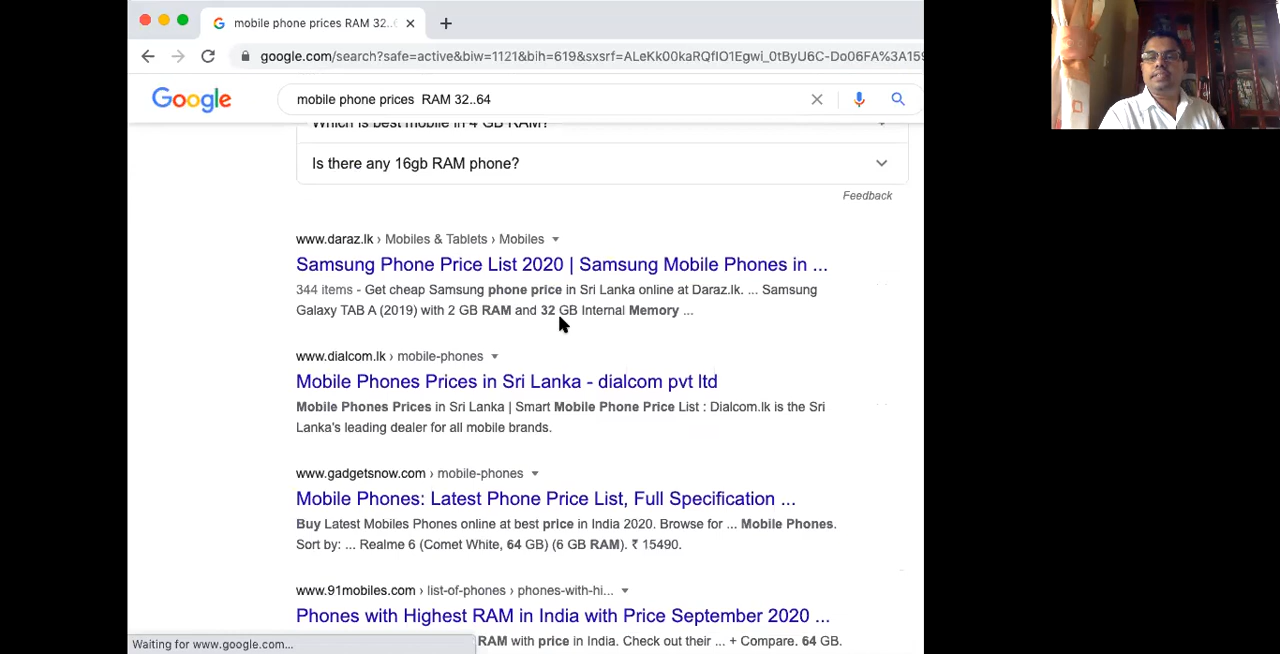 mobile phone prices RAM 32..
google.com/search?safe=active&biw=1121&bih=619&sxsrf=ALeKk00kaRQfIO1Egwi_0tByU6C-Do06FA%3A159
Google
mobile phone prices  RAM 32..64
Which is best mobile in 4 GB RAM?
Is there any 16gb RAM phone?
Feedback
www.daraz.lk › Mobiles & Tablets › Mobiles
Samsung Phone Price List 2020 | Samsung Mobile Phones in ...
344 items - Get cheap Samsung phone price in Sri Lanka online at Daraz.lk. ... Samsung
Galaxy TAB A (2019) with 2 GB RAM and 32 GB Internal Memory ...
www.dialcom.lk › mobile-phones
Mobile Phones Prices in Sri Lanka - dialcom pvt ltd
Mobile Phones Prices in Sri Lanka | Smart Mobile Phone Price List : Dialcom.lk is the Sri
Lanka's leading dealer for all mobile brands.
www.gadgetsnow.com › mobile-phones
Mobile Phones: Latest Phone Price List, Full Specification ...
Buy Latest Mobiles Phones online at best price in India 2020. Browse for ... Mobile Phones.
Sort by: ... Realme 6 (Comet White, 64 GB) (6 GB RAM). ₹ 15490.
www.91mobiles.com › list-of-phones › phones-with-hi...
Phones with Highest RAM in India with Price September 2020 ...
RAM with price in India. Check out their ... + Compare. 64 GB.
Waiting for www.google.com...